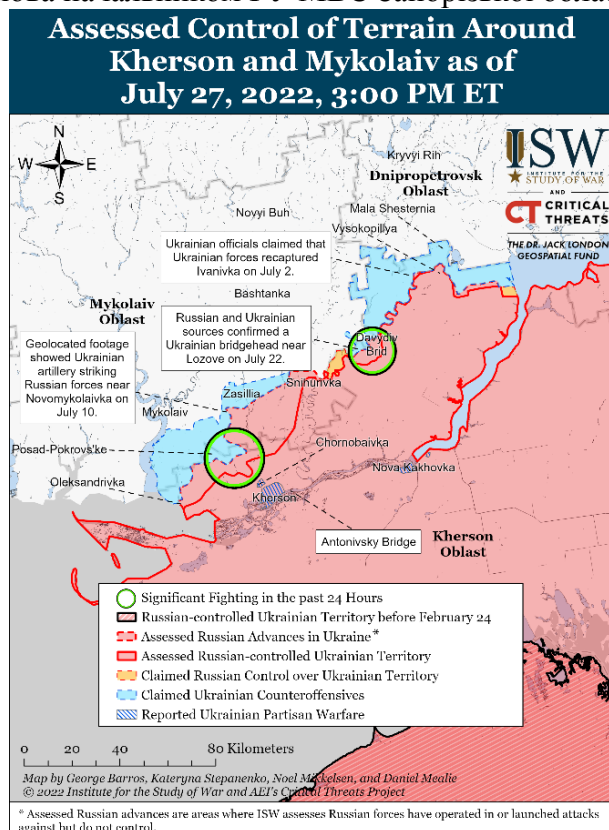 Assessed Control of Terrain Around
Kherson and Mykolaiv as of
July 27, 2022, 3:00 PM ET
N
W
E
S
ISW
INSTITUTE FOR THE
STUDY OF WAR
AND
CT CRITICAL
THREATS
THE DR. JACK LONDON
GEOSPATIAL FUND
Kryvyi Rih
Dnipropetrovsk
Oblast
Novyi Buh
Mala Shesternia
Vysokopillya
Ukrainian officials claimed that
Ukrainian forces recaptured
Ivanivka on July 2.
Bashtanka
Mykolaiv
Oblast
Russian and Ukrainian
sources confirmed a
Ukrainian bridgehead near
Lozove on July 22.
Davydiv
Brid
Geolocated footage
showed Ukrainian
artillery striking
Russian forces near
Novomykolaivka on
July 10.
Snihurivka
Zasillia
Mykolaiv
Chornobaivka
Posad-Pokrovs'ke
Nova Kakhovka
Oleksandrivka
Kherson
Antonivsky Bridge
Kherson
Oblast
Significant Fighting in the past 24 Hours
Russian-controlled Ukrainian Territory before February 24
Assessed Russian Advances in Ukraine*
Assessed Russian-controlled Ukrainian Territory
Claimed Russian Control over Ukrainian Territory
Claimed Ukrainian Counteroffensives
Reported Ukrainian Partisan Warfare
0 20 40 80 Kilometers
Map by George Barros, Kateryna Stepanenko, Noel Mikkelsen, and Daniel Mealie
© 2022 Institute for the Study of War and AEI's Critical Threats Project
* Assessed Russian advances are areas where ISW assesses Russian forces have operated in or launched attacks
against but do not control.